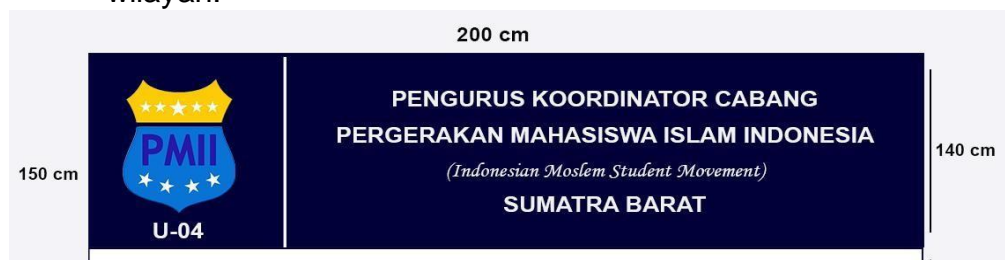 wilayah.
200 cm
PENGURUS KOORDINATOR CABANG
PERGERAKAN MAHASISWA ISLAM INDONESIA
(Indonesian Moslem Student Movement)
SUMATRA BARAT
PMII
U-04
150 cm
140 cm